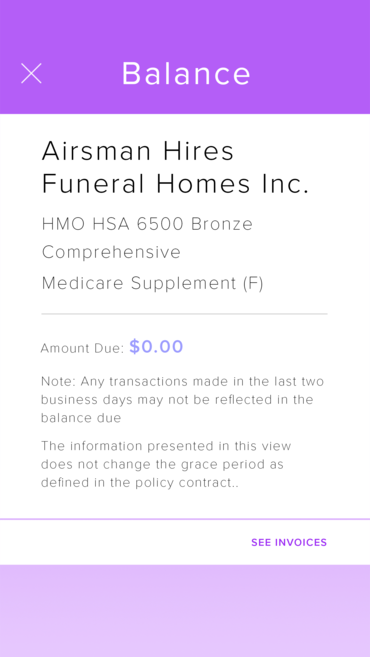 Balance
Airsman Hires
Funeral Homes Inc.
HMO HSA 6500 Bronze
Comprehensive
Medicare Supplement (F)
Amount Due: $0.00
Note: Any transactions made in the last two
business days may not be reflected in the
balance due
The information presented in this view
does not change the grace period as
defined in the policy contract..
SEE INVOICES